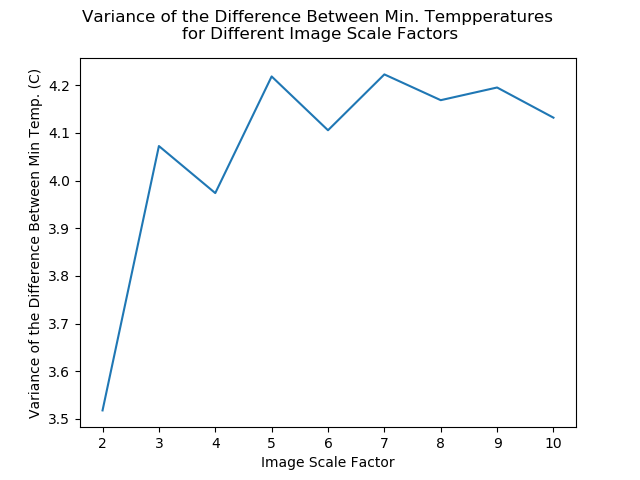 Variance of the Difference Between Min. Tempperatures
for Different Image Scale Factors
Variance of the Difference Between Min Temp. (C)
4.2
4.1
4.0
3.9
3.8
3.7
3.6
3.5
2 3 4 5 6 7 8 9 10
Image Scale Factor